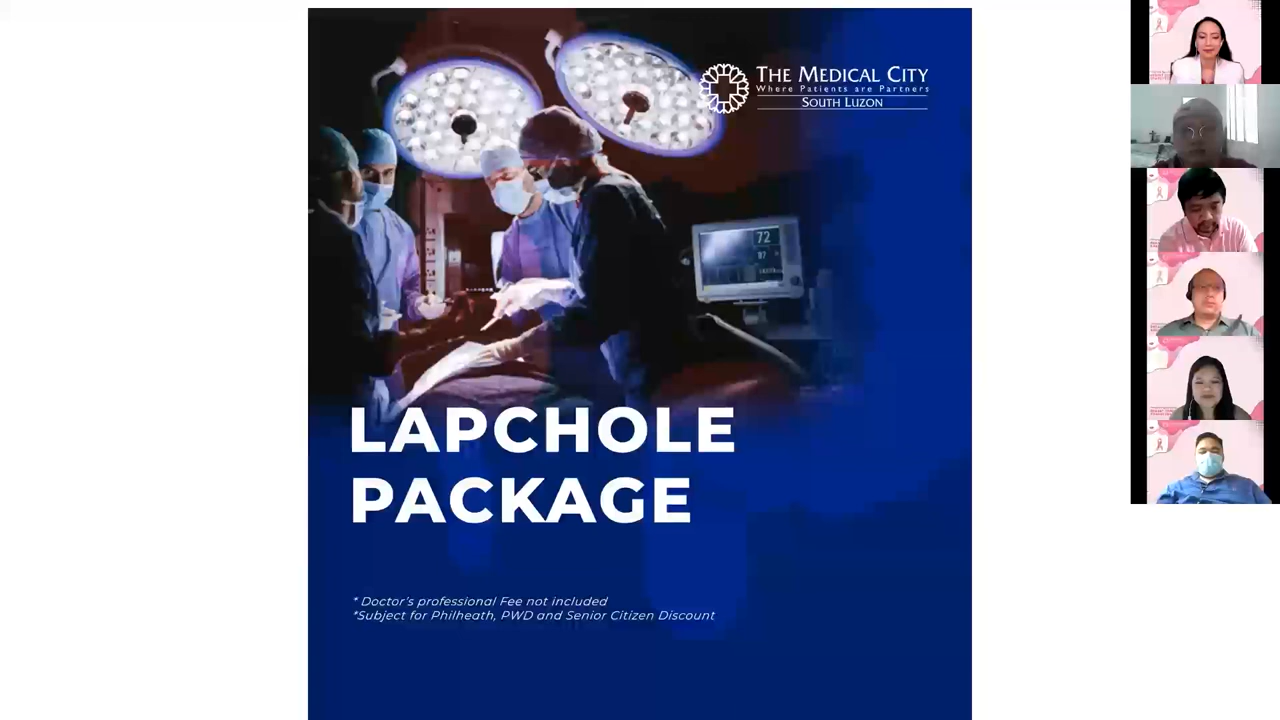 THE MEDICAL CITY
Where Patients are Partners
SOUTH LUZON
72
LAPCHOLE
PACKAGE
* Doctor's professional Fee not included
*Subject for Philheath, PWD and Senior Citizen Discount